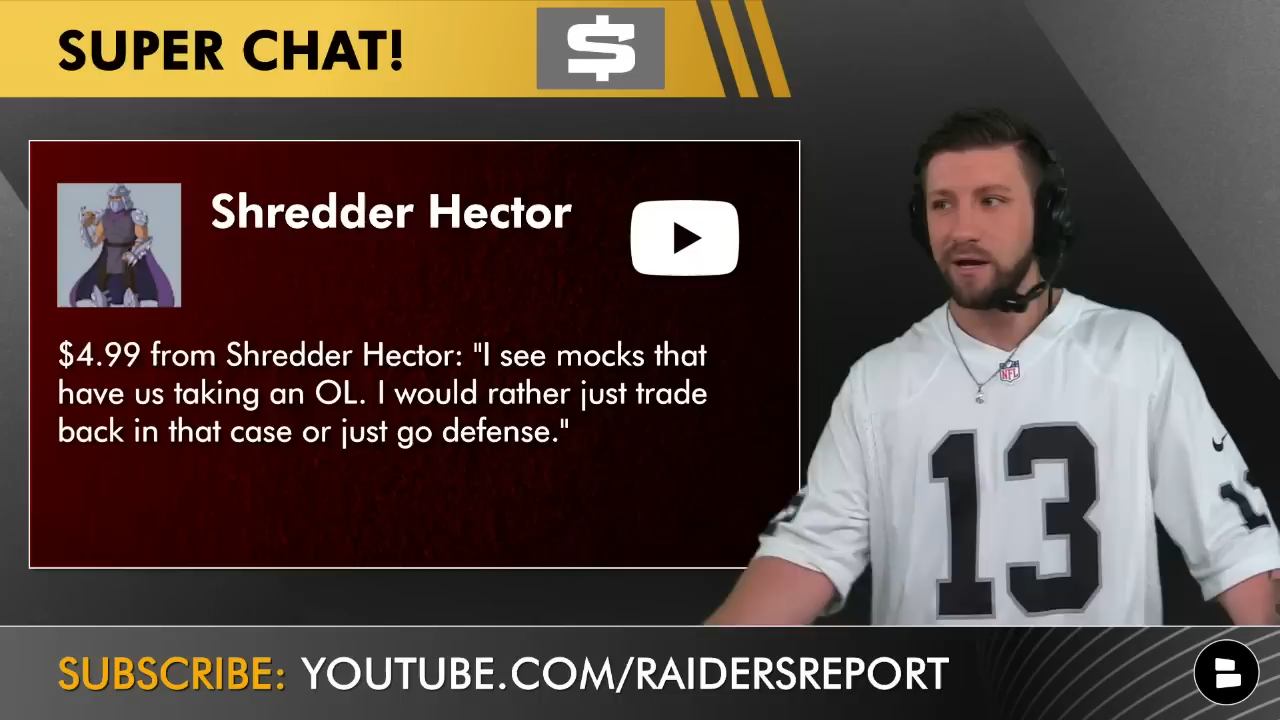 SUPER CHAT!
Shredder Hector
$4.99 from Shredder Hector: "I see mocks that
have us taking an OL. I would rather just trade
back in that case or just go defense."
NFL
13
SUBSCRIBE: YOUTUBE.COM/RAIDERSREPORT